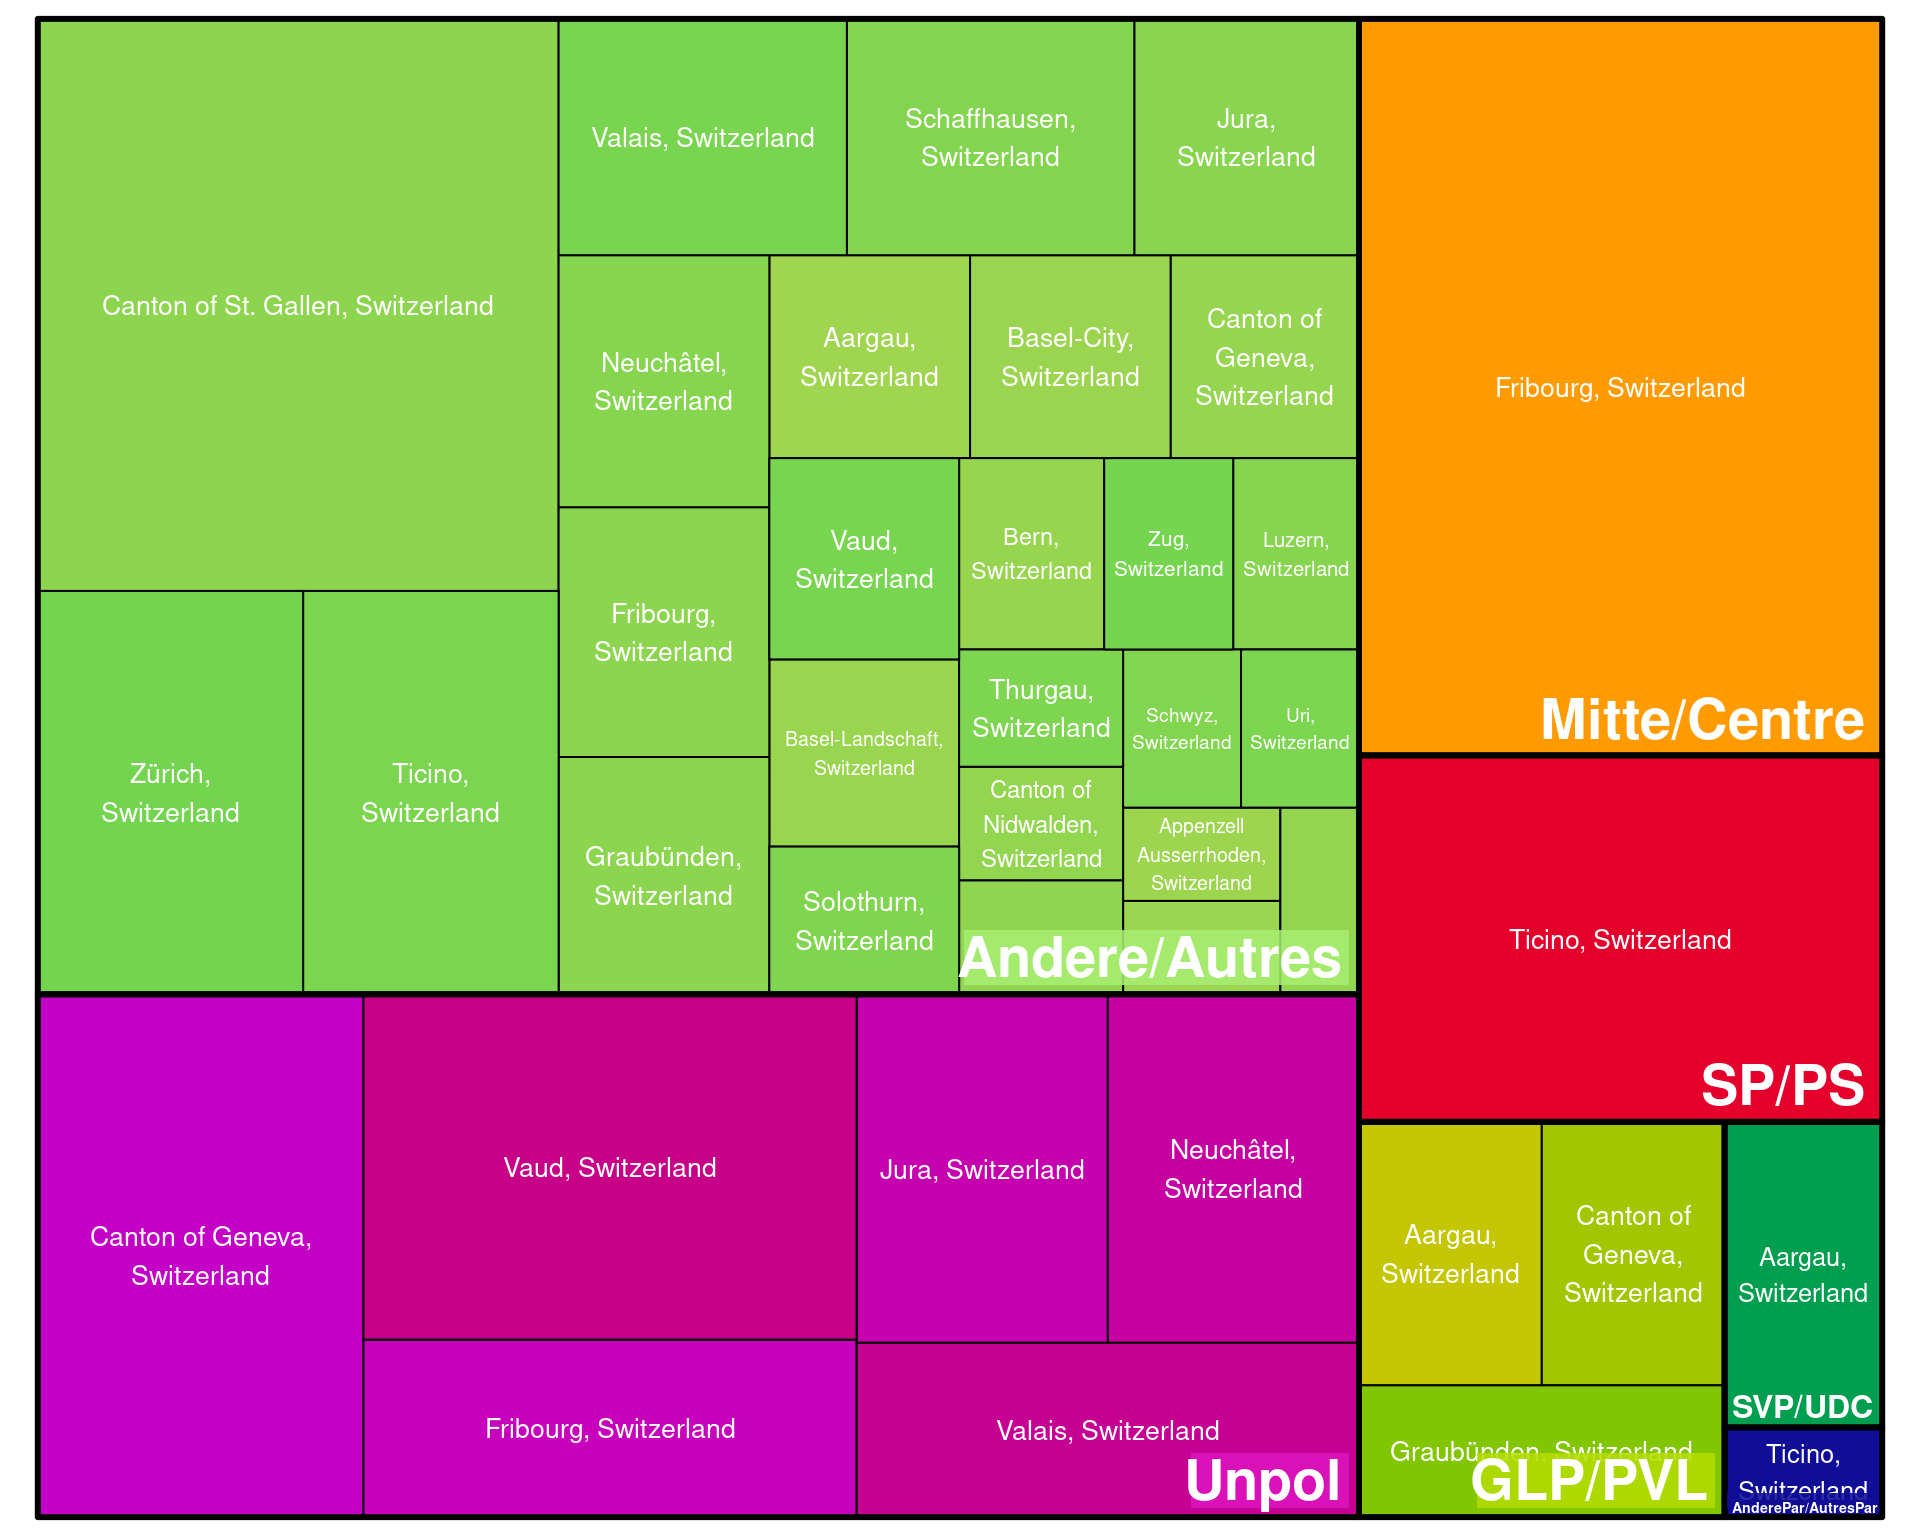 Canton of St. Gallen, Switzerland
Zürich,
Switzerland
Ticino,
Switzerland
Valais, Switzerland
Schaffhausen,
Switzerland
Jura,
Switzerland
Neuchâtel,
Switzerland
Aargau,
Switzerland
Basel-City,
Switzerland
Canton of
Geneva,
Switzerland
Fribourg,
Switzerland
Graubünden,
Switzerland
Vaud,
Switzerland
Bern,
Switzerland
Zug,
Switzerland
Luzern,
Switzerland
Basel-Landschaft,
Switzerland
Solothurn,
Switzerland
Thurgau,
Switzerland
Canton of
Nidwalden,
Switzerland
Schwyz,
Switzerland
Uri,
Switzerland
Appenzell
Ausserrhoden,
Switzerland
Andere/Autres
Canton of Geneva,
Switzerland
Vaud, Switzerland
Fribourg, Switzerland
Jura, Switzerland
Neuchâtel,
Switzerland
Valais, Switzerland
Unpol
Fribourg, Switzerland
Mitte/Centre
Ticino, Switzerland
SP/PS
Aargau,
Switzerland
Canton of
Geneva,
Switzerland
Graubünden, Switzerland
GLP/PVL
Aargau,
Switzerland
SVP/UDC
Ticino,
Switzerland
AnderePar/AutresPar